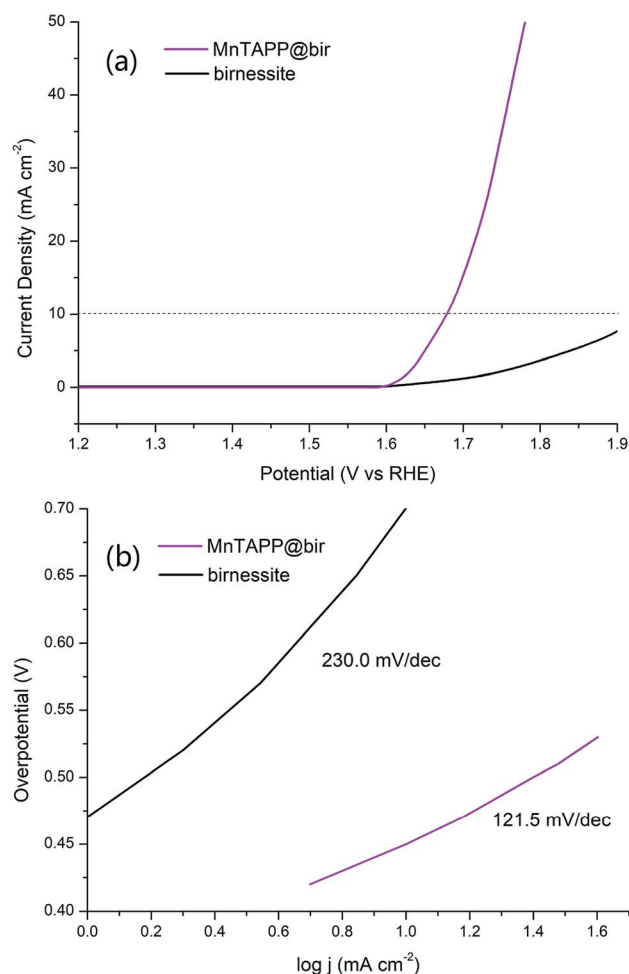 50
40
30
20
10
0
Current Density (mA cm⁻²)
(a)
MnTAPP@bir
birnessite
1.2 1.3 1.4 1.5 1.6 1.7 1.8 1.9
Potential (V vs RHE)
0.70
0.65
0.60
0.55
0.50
0.45
0.40
Overpotential (V)
(b)
MnTAPP@bir
birnessite
230.0 mV/dec
121.5 mV/dec
0.0 0.2 0.4 0.6 0.8 1.0 1.2 1.4 1.6
log j (mA cm⁻²)